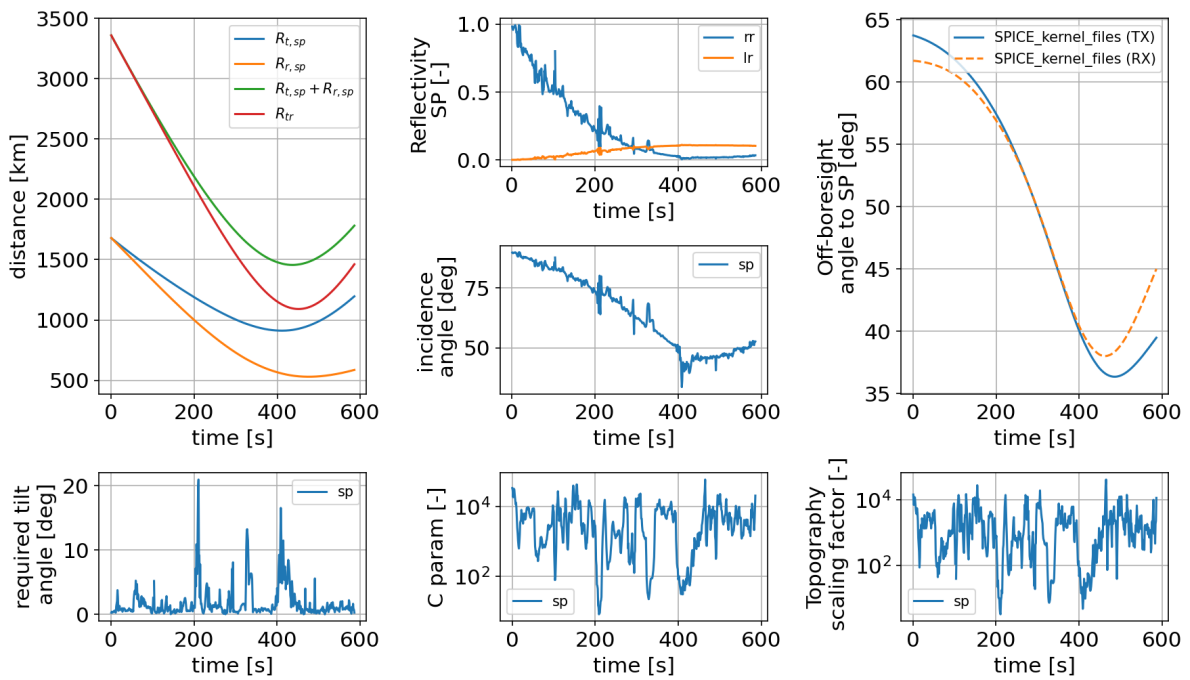 3500
3000
2500
2000
1500
1000
500
0
200
400
600
distance [km]
time [s]
R_{t,sp}
R_{r,sp}
R_{t,sp} + R_{r,sp}
R_{tr}
1.0
0.5
0.0
0
200
400
600
Reflectivity
SP [-]
time [s]
rr
lr
75
50
0
200
400
600
incidence
angle [deg]
time [s]
sp
65
60
55
50
45
40
35
0
200
400
600
Off-boresight
angle to SP [deg]
time [s]
SPICE_kernel_files (TX)
SPICE_kernel_files (RX)
20
10
0
0
200
400
600
required tilt
angle [deg]
time [s]
sp
10^4
10^2
0
200
400
600
C param [-]
time [s]
sp
10^4
10^2
0
200
400
600
Topography
scaling factor [-]
time [s]
sp